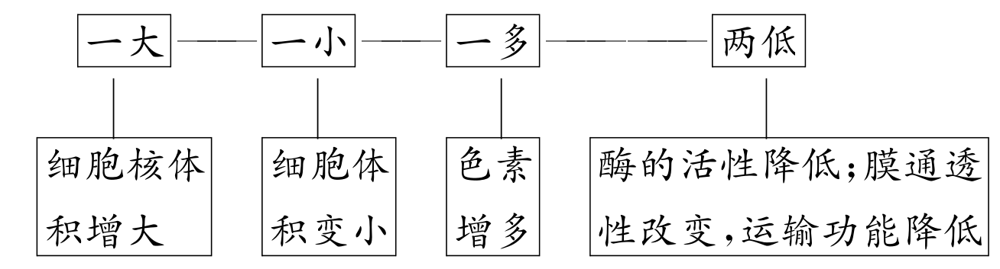 一大
一小
一多
两低
细胞核体
积增大
细胞体
积变小
色素
增多
酶的活性降低;膜通透
性改变,运输功能降低